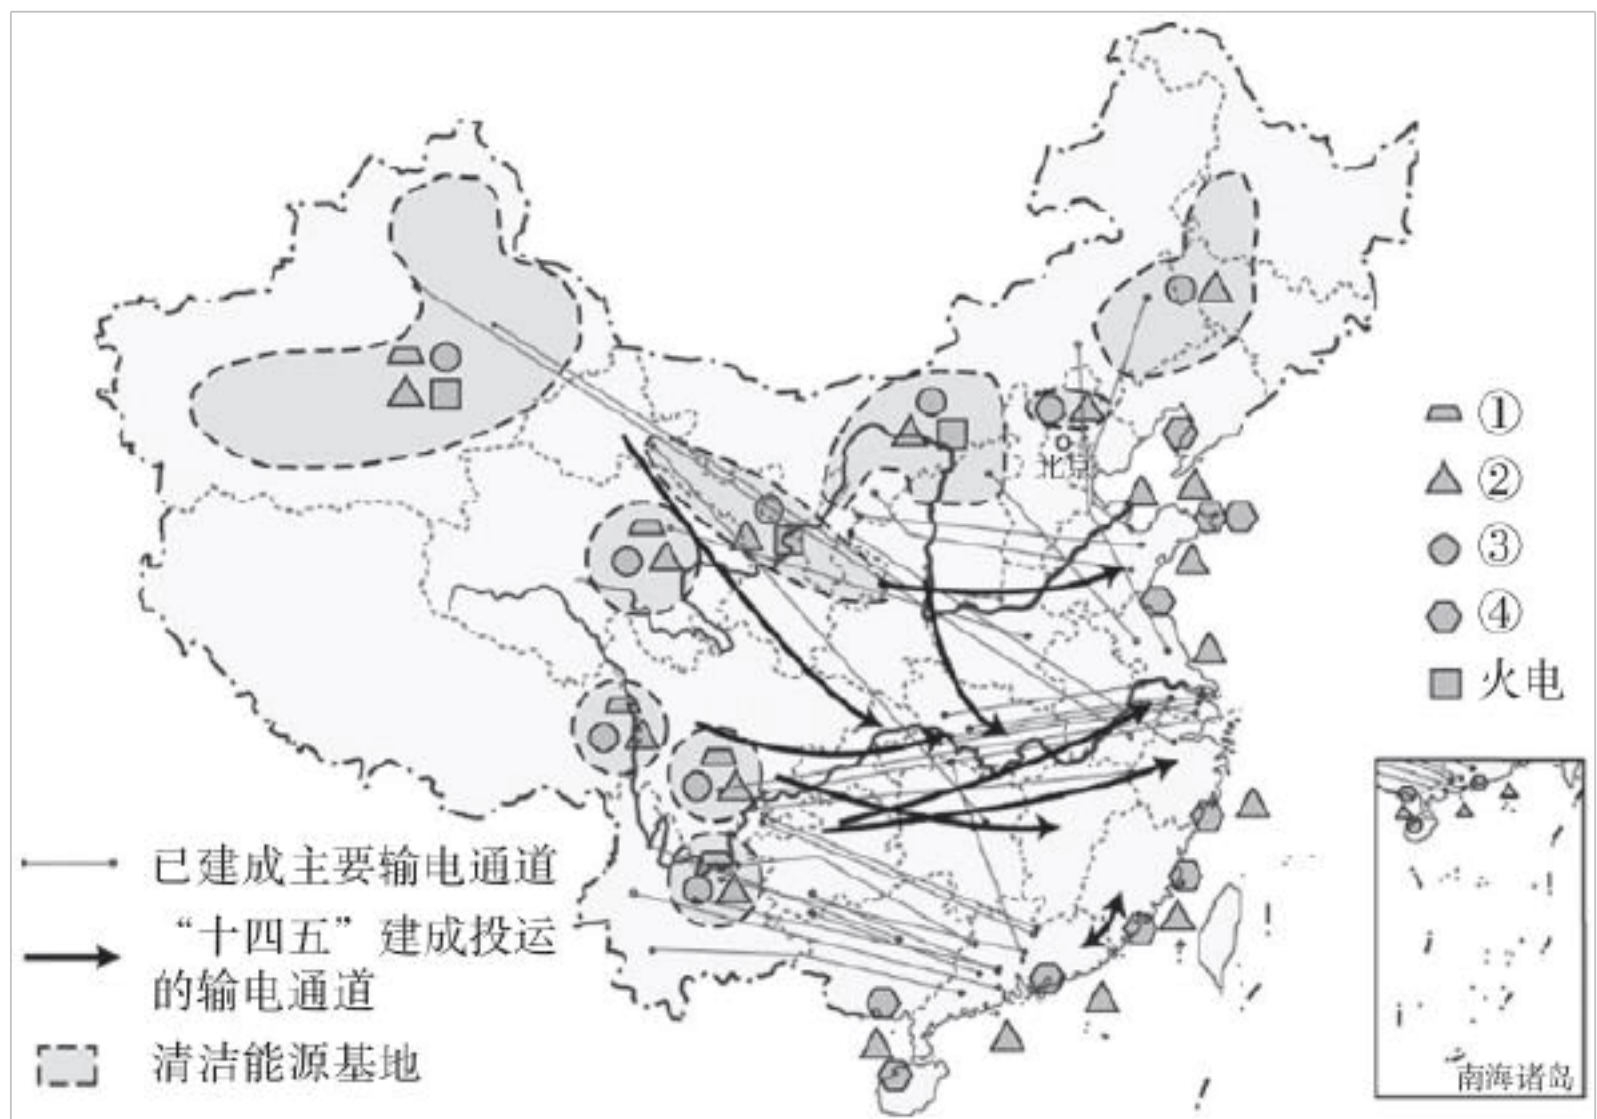 北京
①
②
③
④
火电
已建成主要输电通道
“十四五”建成投运
的输电通道
清洁能源基地
南海诸岛